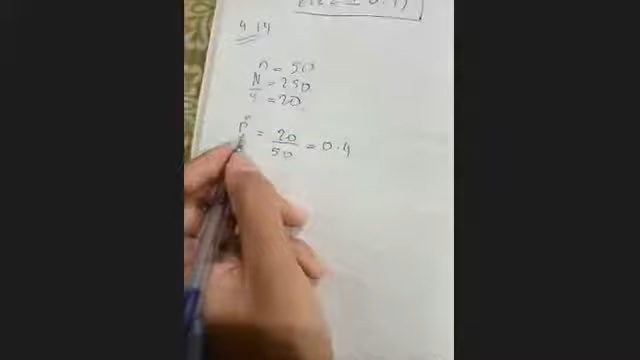 4.14
n = 50
N = 250
= 20
= 20/50 = 0.4